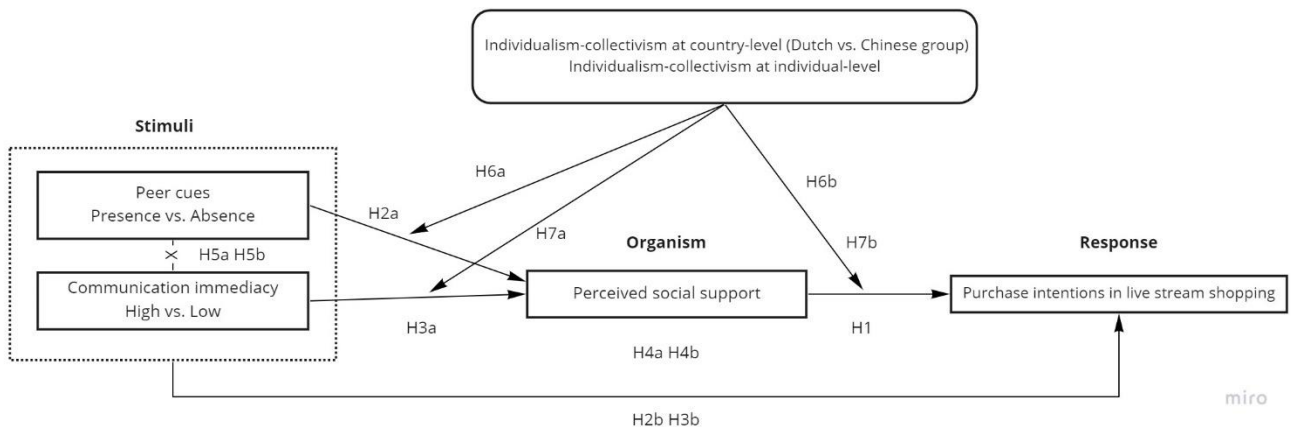 Individualism-collectivism at country-level (Dutch vs. Chinese group)
Individualism-collectivism at individual-level
Stimuli
Peer cues
Presence vs. Absence
X
H5a H5b
Communication immediacy
High vs. Low
H6a
H2a
H7a
H3a
H6b
H7b
Organism
Perceived social support
H4a H4b
H1
Response
Purchase intentions in live stream shopping
H2b H3b
miro